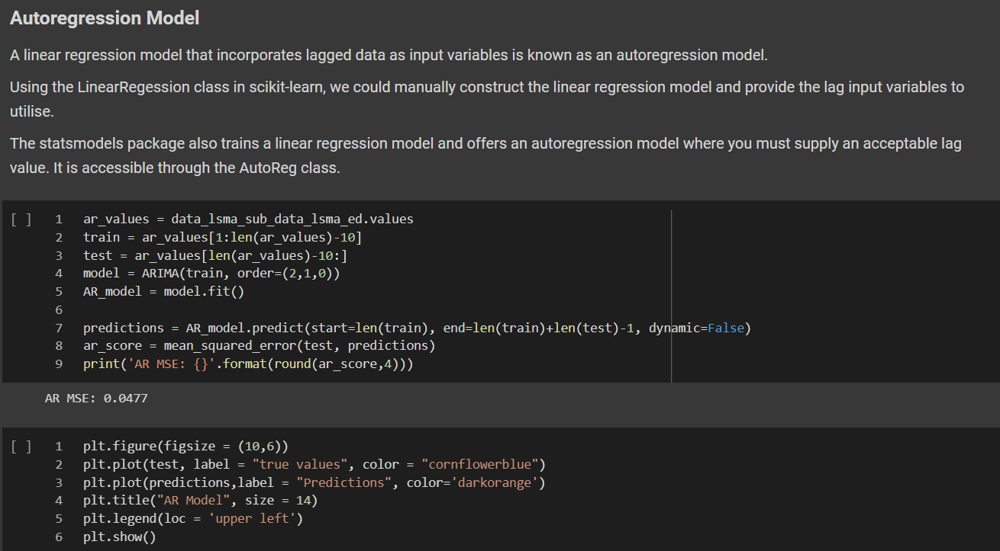 Autoregression Model
A linear regression model that incorporates lagged data as input variables is known as an autoregression model.
Using the LinearRegession class in scikit-learn, we could manually construct the linear regression model and provide the lag input variables to
utilise.
The statsmodels package also trains a linear regression model and offers an autoregression model where you must supply an acceptable lag
value. It is accessible through the AutoReg class.
[ ] 1 ar_values = data_lsma_sub_data_lsma_ed.values
2 train = ar_values[1:len(ar_values)-10]
3 test = ar_values[len(ar_values)-10:]
4 model = ARIMA(train, order=(2,1,0))
5 AR_model = model.fit()
6
7 predictions = AR_model.predict(start=len(train), end=len(train)+len(test)-1, dynamic=False)
8 ar_score = mean_squared_error(test, predictions)
9 print('AR MSE: {}'.format(round(ar_score,4)))
AR MSE: 0.0477
[ ] 1 plt.figure(figsize = (10,6))
2 plt.plot(test, label = "true values", color = "cornflowerblue")
3 plt.plot(predictions,label = "Predictions", color='darkorange')
4 plt.title("AR Model", size = 14)
5 plt.legend(loc = 'upper left')
6 plt.show()